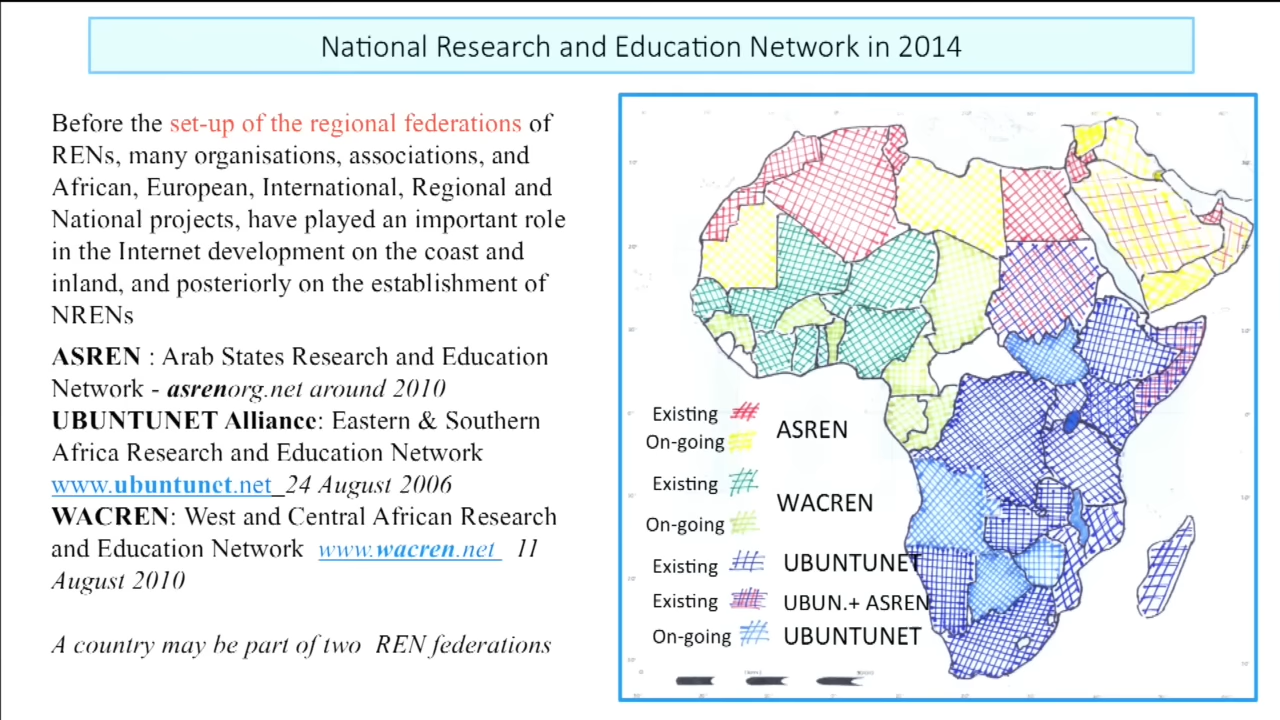 National Research and Education Network in 2014
Before the set-up of the regional federations of
RENs, many organisations, associations, and
African, European, International, Regional and
National projects, have played an important role
in the Internet development on the coast and
inland, and posteriorly on the establishment of
NRENs
ASREN : Arab States Research and Education
Network - asrenorg.net around 2010
UBUNTUNET Alliance: Eastern & Southern
Africa Research and Education Network
www.ubuntunet.net 24 August 2006
WACREN: West and Central African Research
and Education Network www.wacren.net 11
August 2010
A country may be part of two REN federations
Existing
On-going
ASREN
Existing
On-going
WACREN
Existing UBUNTUNET
Existing UBUN.+ ASREN
On-going UBUNTUNET